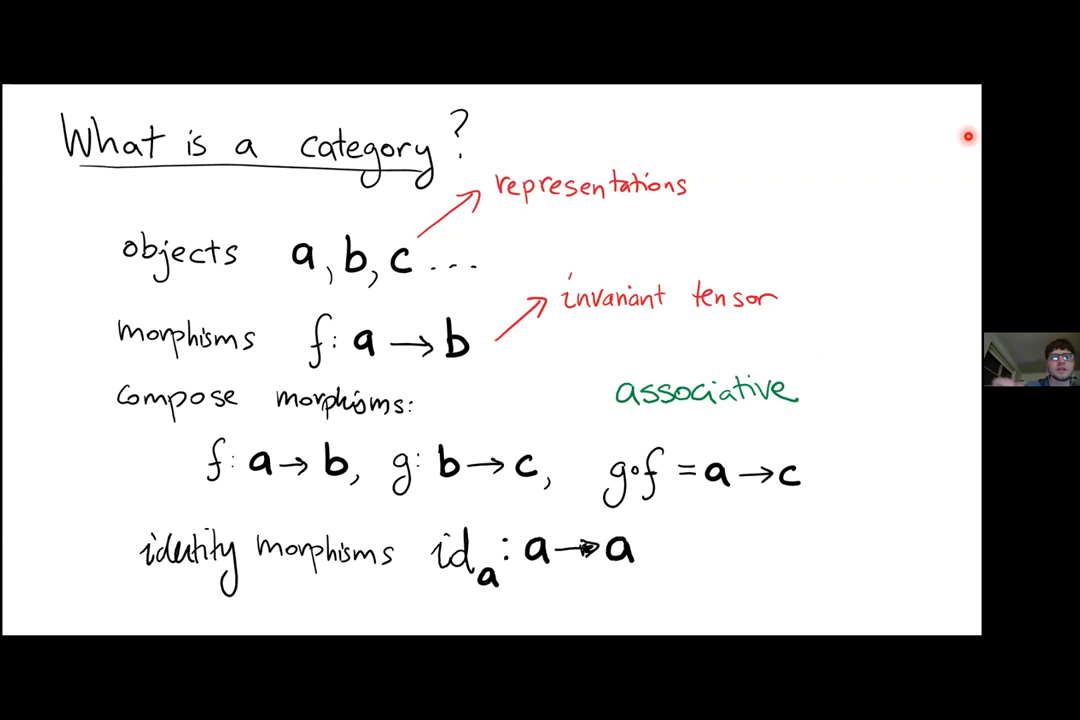 What is a category?
representations
objects a, b, c ...
invariant tensor
morphisms f: a → b
compose morphisms:
associative
f: a → b, g: b → c, g∘f = a → c
identity morphisms id_a : a → a